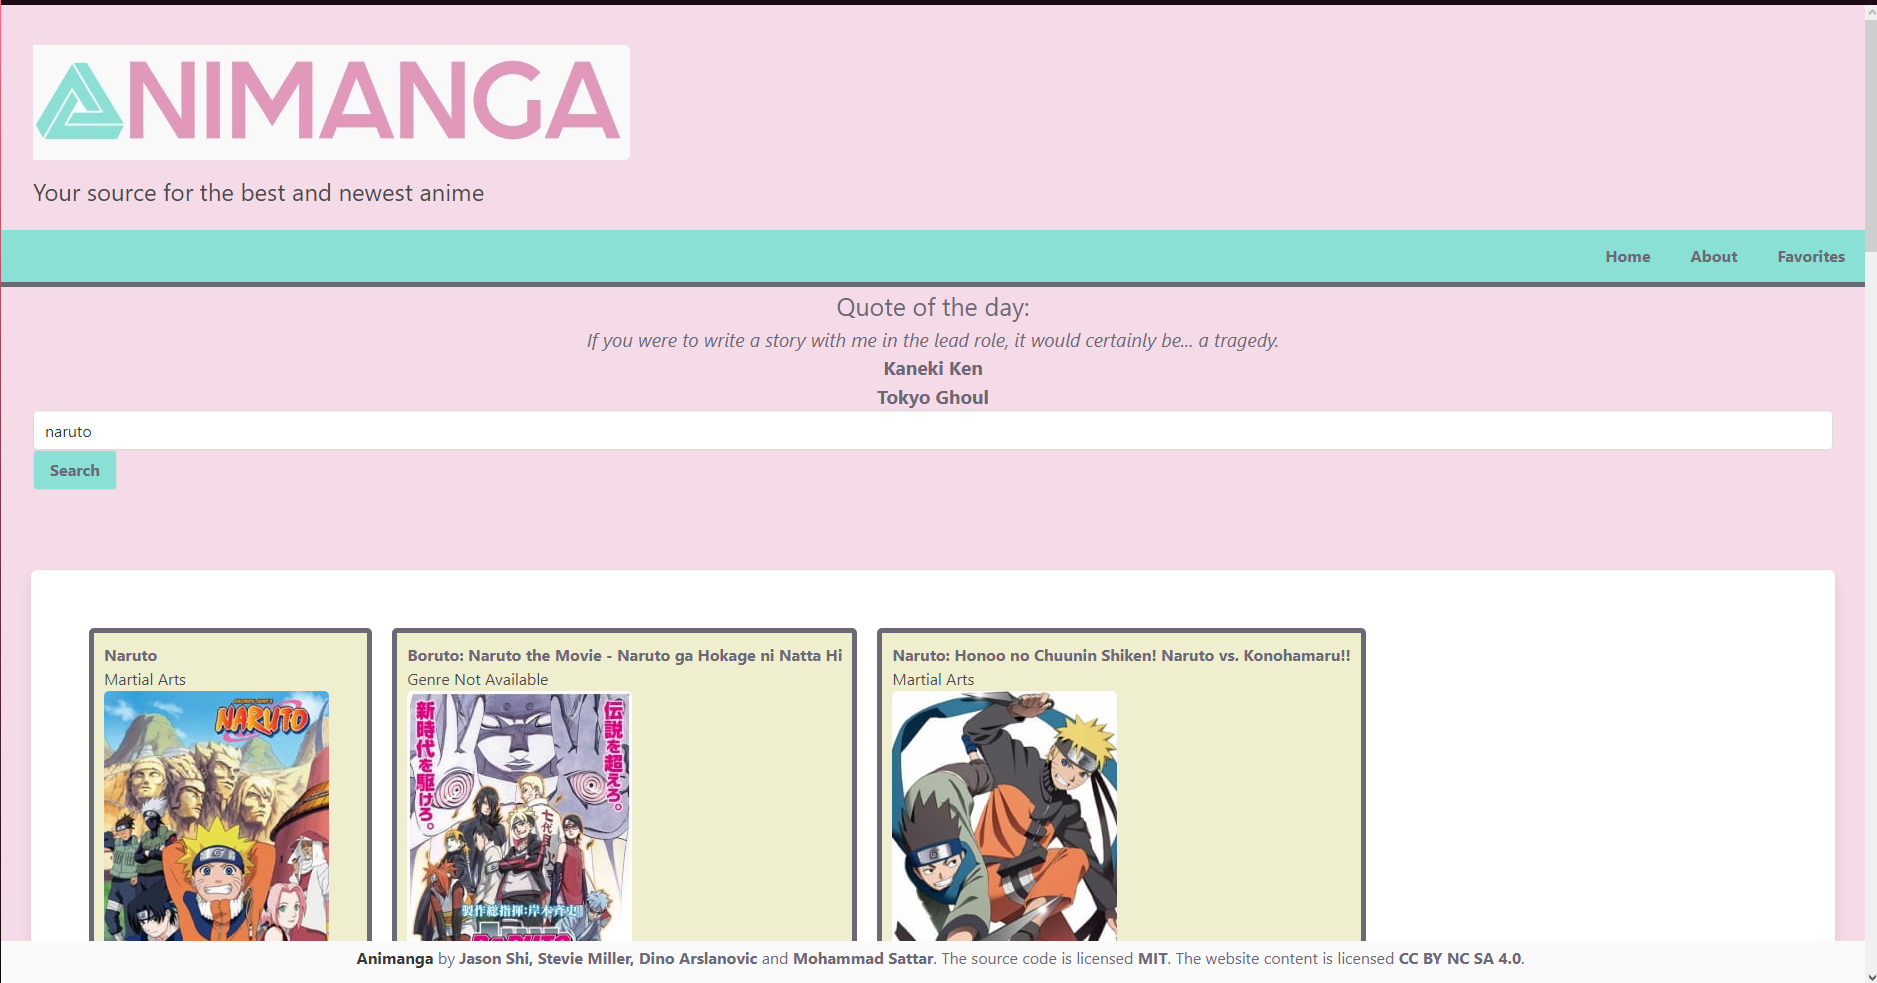 ANIMANGA
Your source for the best and newest anime
Home About Favorites
Quote of the day:
If you were to write a story with me in the lead role, it would certainly be... a tragedy.
Kaneki Ken
Tokyo Ghoul
naruto
Search
Naruto
Martial Arts
NARUTO
Boruto: Naruto the Movie - Naruto ga Hokage ni Natta Hi
Genre Not Available
伝説を超えろ。
新時代を駆けろ。
七代目
製作総指揮:岸本斉史
BORUTO
Naruto: Honoo no Chuunin Shiken! Naruto vs. Konohamaru!!
Martial Arts
Animanga by Jason Shi, Stevie Miller, Dino Arslanovic and Mohammad Sattar. The source code is licensed MIT. The website content is licensed CC BY NC SA 4.0.